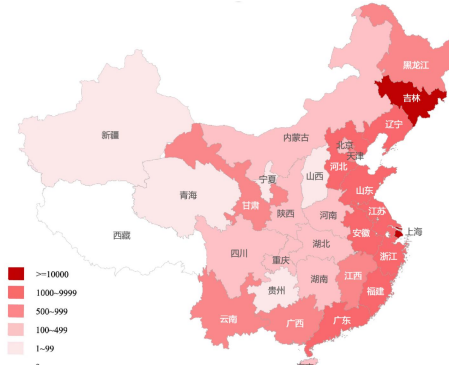 黑龙江
吉林
辽宁
内蒙古
新疆
北京
天津
河北
宁夏
山西
山东
青海
甘肃
陕西
河南
江苏
西藏
安徽
上海
湖北
四川
重庆
浙江
湖南
江西
贵州
福建
云南
广西
广东
>=10000
1000~9999
500~999
100~499
1~99